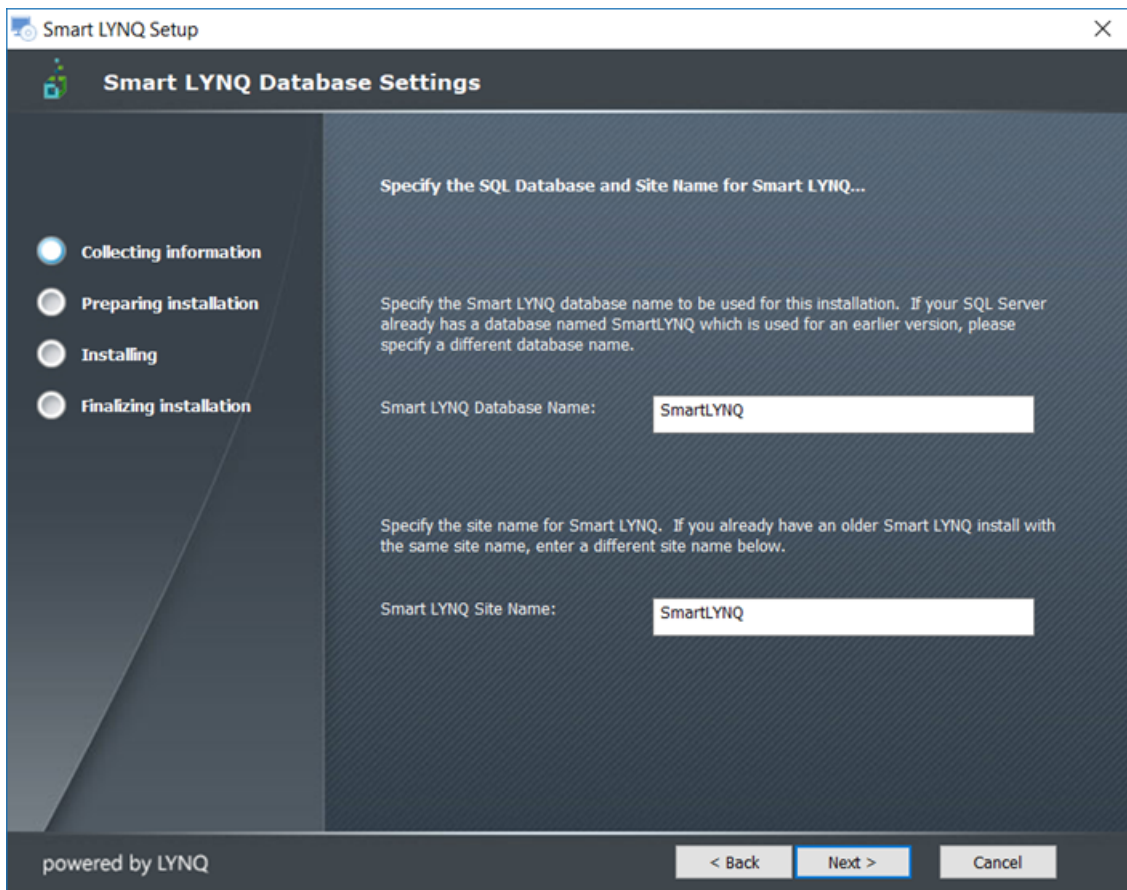 Smart LYNQ Setup
Smart LYNQ Database Settings
Specify the SQL Database and Site Name for Smart LYNQ...
Collecting information
Preparing installation
Installing
Finalizing installation
Specify the Smart LYNQ database name to be used for this installation.  If your SQL Server
already has a database named SmartLYNQ which is used for an earlier version, please
specify a different database name.
Smart LYNQ Database Name:
SmartLYNQ
Specify the site name for Smart LYNQ.  If you already have an older Smart LYNQ install with
the same site name, enter a different site name below.
Smart LYNQ Site Name:
SmartLYNQ
powered by LYNQ
< Back
Next >
Cancel